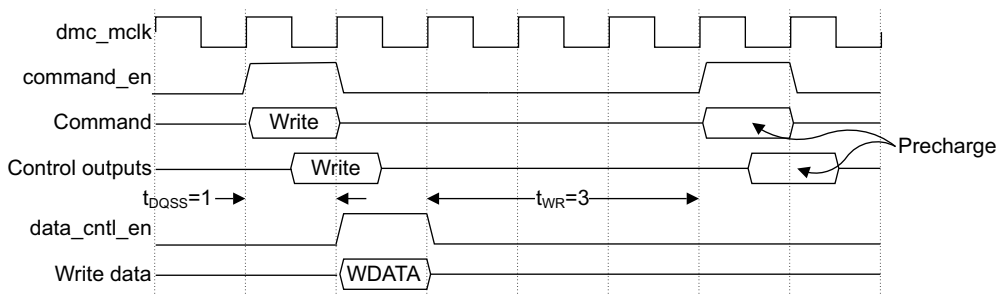 dmc_mclk
command_en
Command Write
Precharge
Control outputs Write
tDQSS=1 tWR=3
data_cntl_en
Write data WDATA